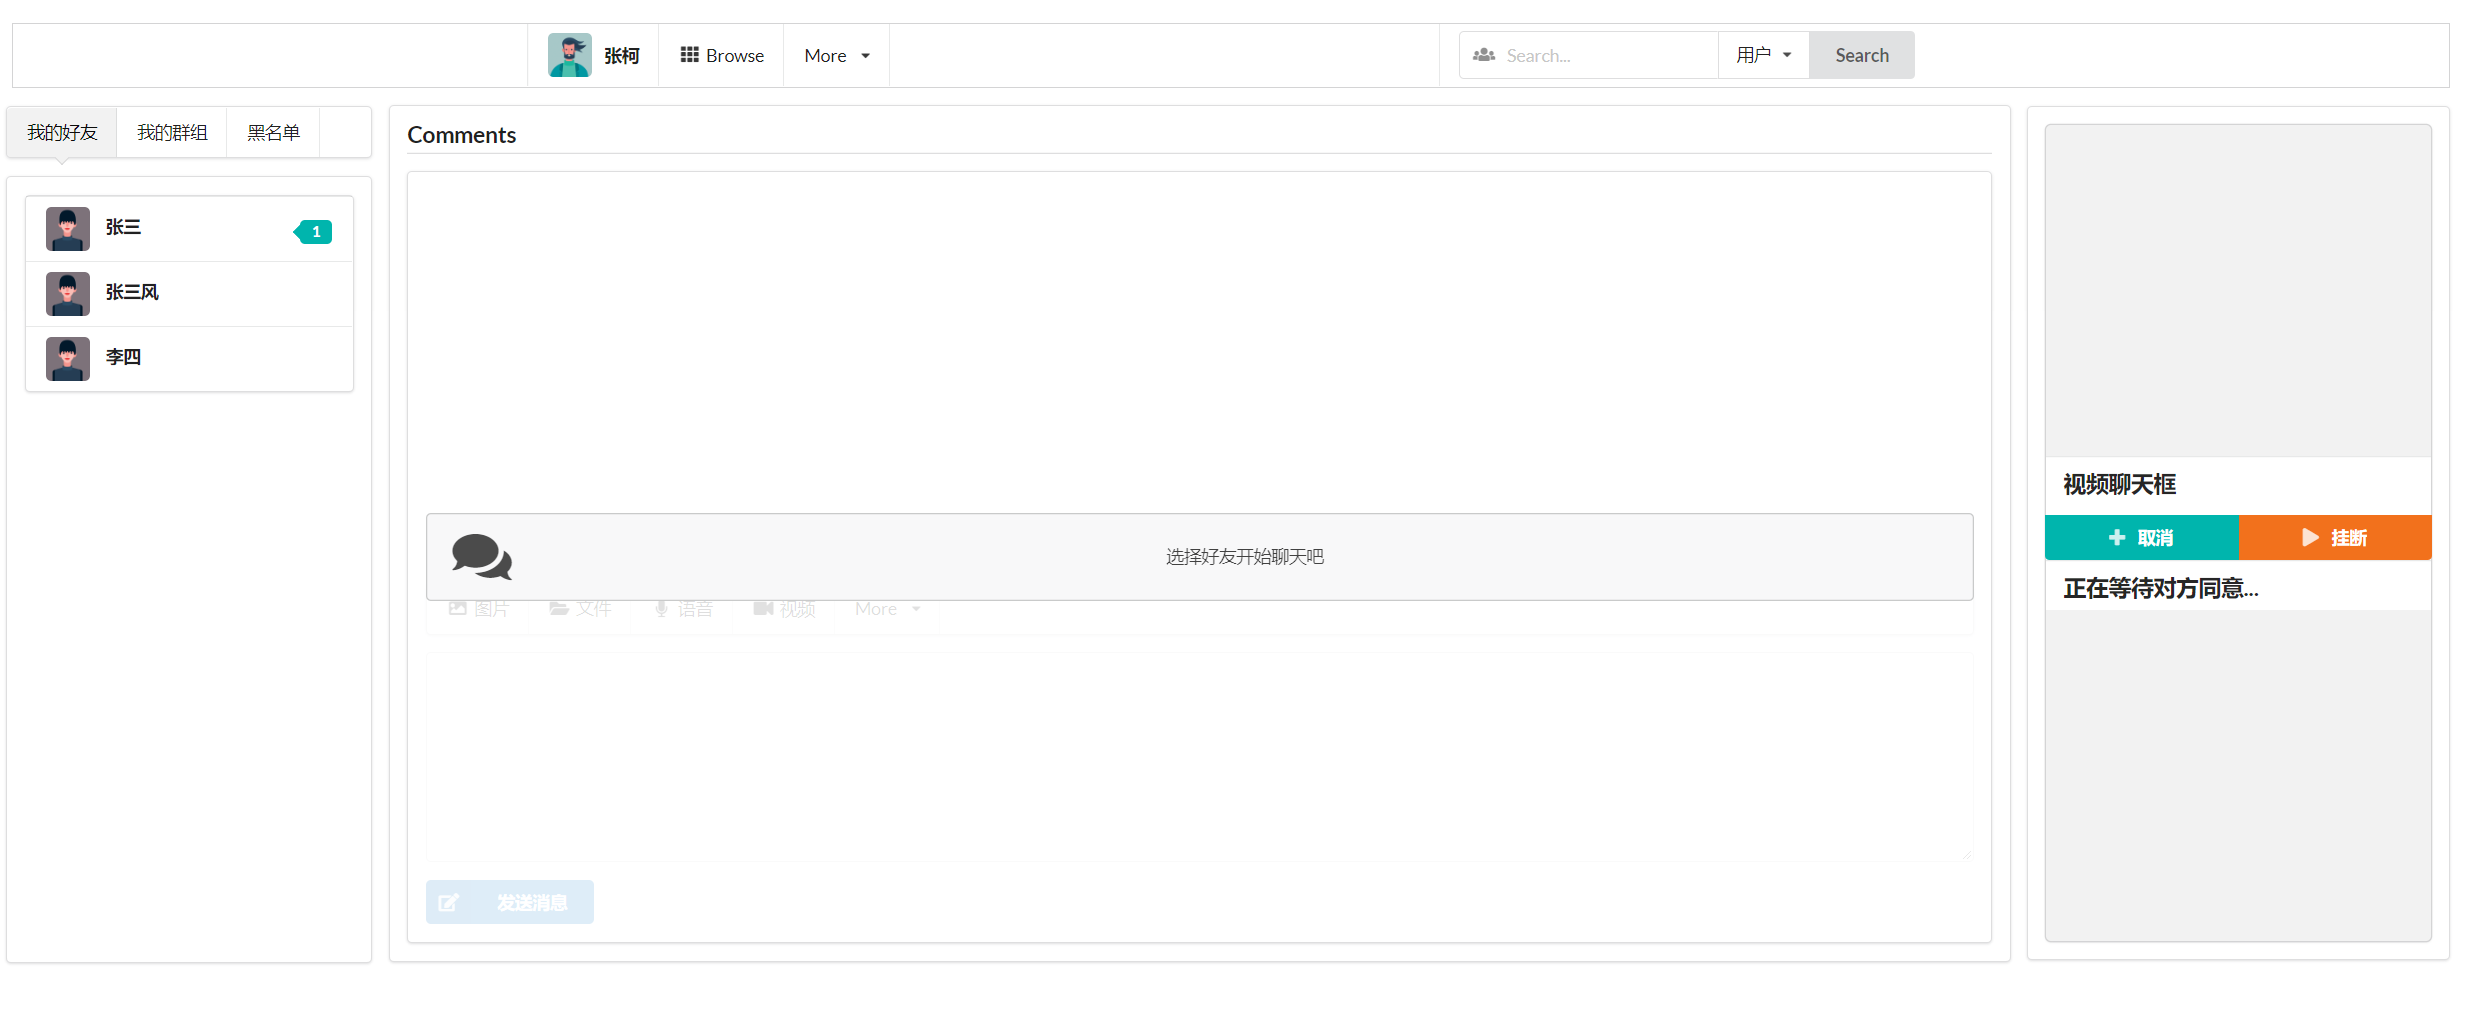 张柯 Browse More Search... 用户 Search
我的好友 我的群组 黑名单
张三 1
张三风
李四
Comments
选择好友开始聊天吧
图片 文件 语音 视频 More
发送消息
视频聊天框
取消 挂断
正在等待对方同意...